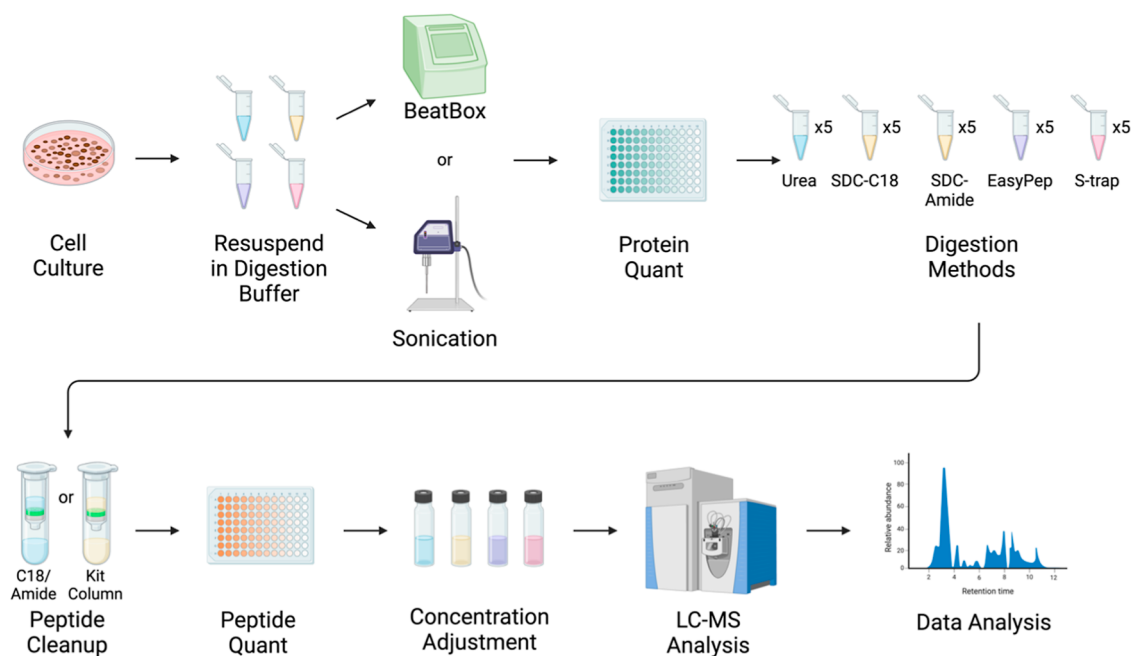 BeatBox
or
Sonication
x5
x5
x5
x5
x5
Urea
SDC-C18
SDC-
Amide
EasyPep
S-trap
Cell
Culture
Resuspend
in Digestion
Buffer
Protein
Quant
Digestion
Methods
or
C18/
Amide
Kit
Column
Peptide
Cleanup
Peptide
Quant
Concentration
Adjustment
LC-MS
Analysis
Relative abundance
100
80
60
40
20
0
2
4
6
8
10
12
Retention time
Data Analysis